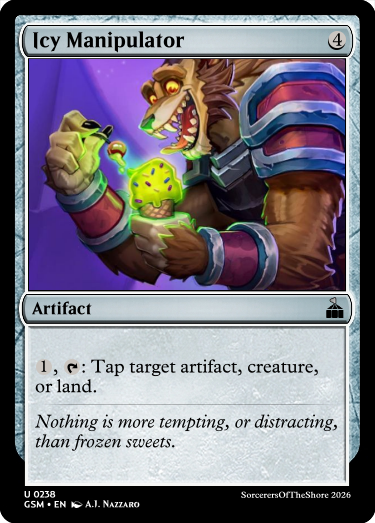 Icy Manipulator 4
Artifact
1, : Tap target artifact, creature,
or land.
Nothing is more tempting, or distracting,
than frozen sweets.
U 0238
GSM • EN A.J. Nazzaro
SorcerersOfTheShore 2026